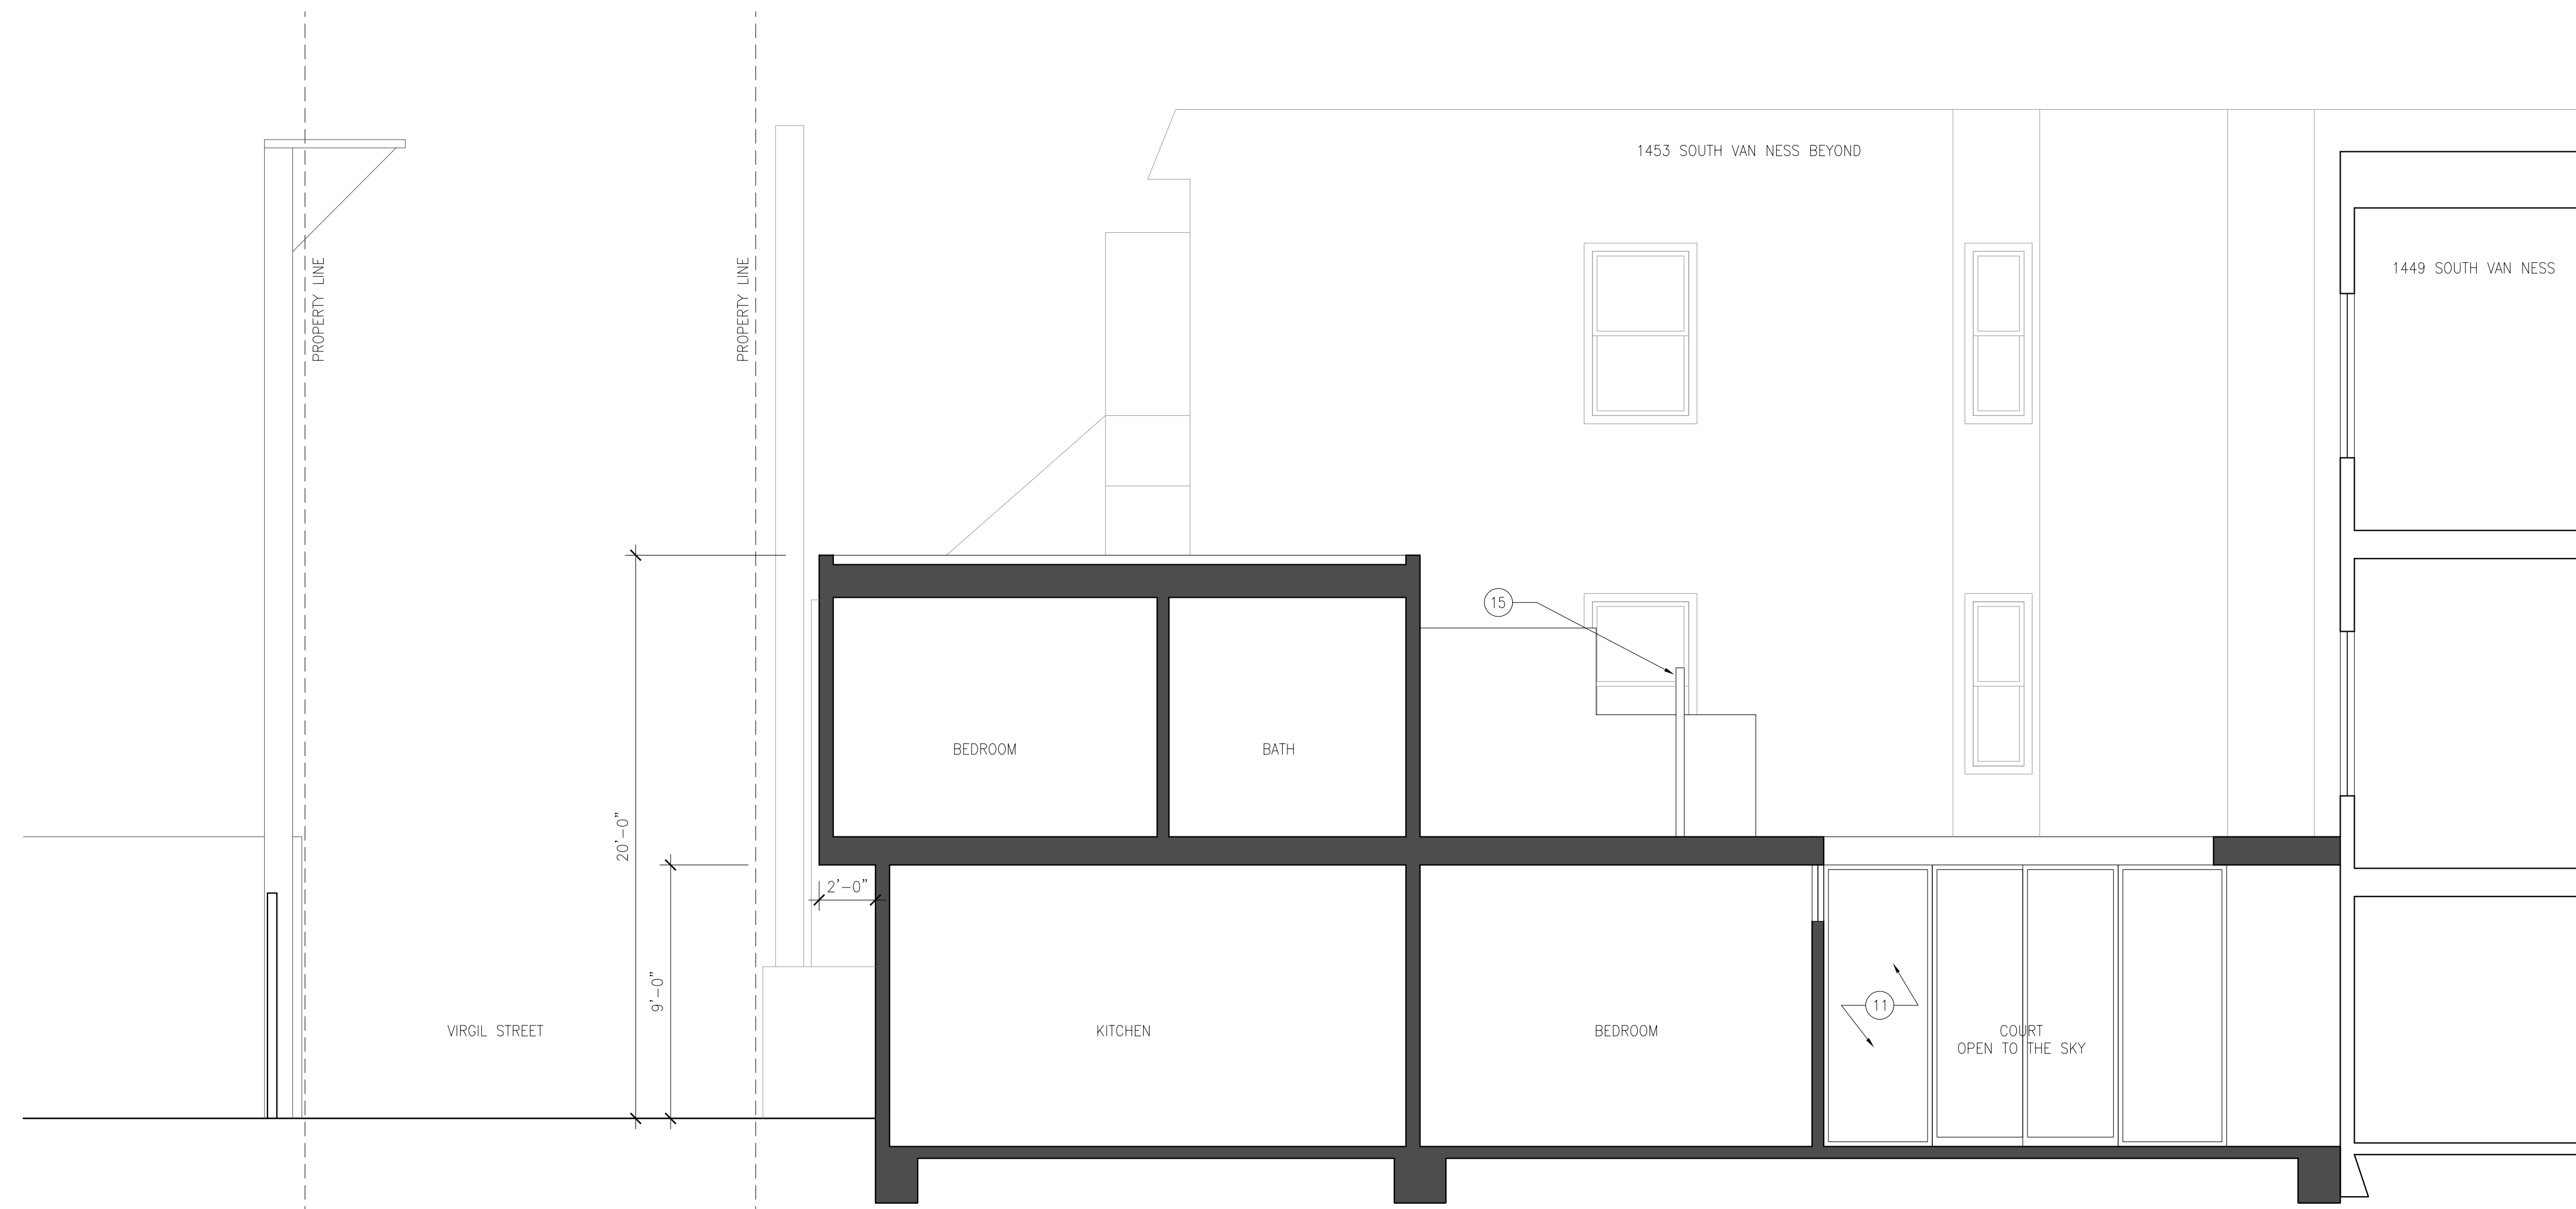 1453 SOUTH VAN NESS BEYOND
1449 SOUTH VAN NESS
PROPERTY LINE
PROPERTY LINE
15
BEDROOM
BATH
20'-0"
2'-0"
9'-0"
11
VIRGIL STREET
KITCHEN
BEDROOM
COURT
OPEN TO THE SKY